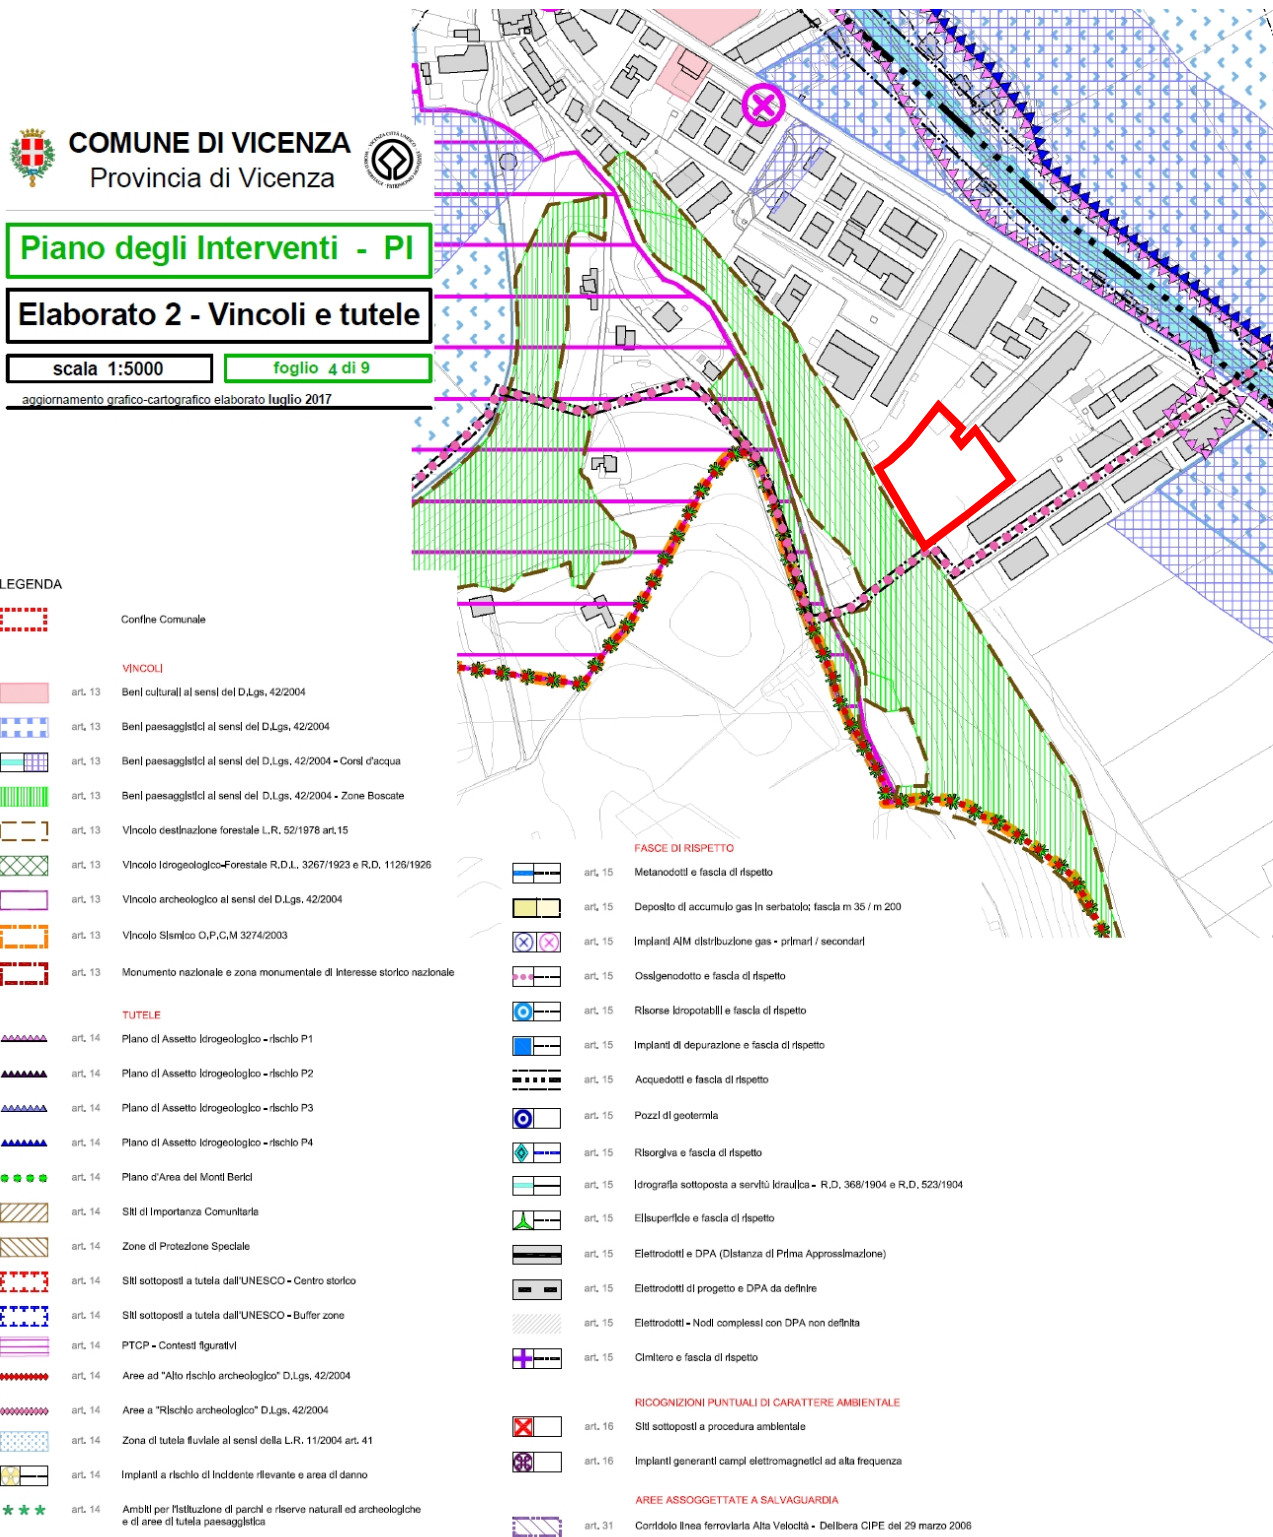 COMUNE DI VICENZA
Provincia di Vicenza
Piano degli Interventi - PI
Elaborato 2 - Vincoli e tutele
scala 1:5000
foglio 4 di 9
aggiornamento grafico-cartografico elaborato luglio 2017
LEGENDA
Confine Comunale
VINCOLI
art. 13 Beni culturali ai sensi del D.Lgs. 42/2004
art. 13 Beni paesaggistici ai sensi del D.Lgs. 42/2004
art. 13 Beni paesaggistici ai sensi del D.Lgs. 42/2004 - Corsi d'acqua
art. 13 Beni paesaggistici ai sensi del D.Lgs. 42/2004 - Zone Boscate
art. 13 Vincolo destinazione forestale L.R. 52/1978 art.15
art. 13 Vincolo Idrogeologico-Forestale R.D.L. 3267/1923 e R.D. 1126/1926
art. 13 Vincolo archeologico ai sensi del D.Lgs. 42/2004
art. 13 Vincolo Sismico O.P.C.M 3274/2003
art. 13 Monumento nazionale e zona monumentale di interesse storico nazionale
TUTELE
art. 14 Piano di Assetto Idrogeologico - rischio P1
art. 14 Piano di Assetto Idrogeologico - rischio P2
art. 14 Piano di Assetto Idrogeologico - rischio P3
art. 14 Piano di Assetto Idrogeologico - rischio P4
art. 14 Piano d'Area dei Monti Berici
art. 14 Siti di Importanza Comunitaria
art. 14 Zone di Protezione Speciale
art. 14 Siti sottoposti a tutela dall'UNESCO - Centro storico
art. 14 Siti sottoposti a tutela dall'UNESCO - Buffer zone
art. 14 PTCP - Contesti figurativi
art. 14 Aree ad "Alto rischio archeologico" D.Lgs. 42/2004
art. 14 Aree a "Rischio archeologico" D.Lgs. 42/2004
art. 14 Zona di tutela fluviale ai sensi della L.R. 11/2004 art. 41
art. 14 Impianti a rischio di incidente rilevante e area di danno
art. 14 Ambiti per l'istituzione di parchi e riserve naturali ed archeologiche
e di aree di tutela paesaggistica
FASCE DI RISPETTO
art. 15 Metanodotti e fascia di rispetto
art. 15 Deposito di accumulo gas in serbatoio; fascia m 35 / m 200
art. 15 Impianti AIM distribuzione gas - primari / secondari
art. 15 Ossigenodotto e fascia di rispetto
art. 15 Risorse Idropotabili e fascia di rispetto
art. 15 Impianti di depurazione e fascia di rispetto
art. 15 Acquedotti e fascia di rispetto
art. 15 Pozzi di geotermia
art. 15 Risorgiva e fascia di rispetto
art. 15 Idrografia sottoposta a servitù idraulica - R.D. 368/1904 e R.D. 523/1904
art. 15 Elisuperficie e fascia di rispetto
art. 15 Elettrodotti e DPA (Distanza di Prima Approssimazione)
art. 15 Elettrodotti di progetto e DPA da definire
art. 15 Elettrodotti - Nodi complessi con DPA non definita
art. 15 Cimitero e fascia di rispetto
RICOGNIZIONI PUNTUALI DI CARATTERE AMBIENTALE
art. 16 Siti sottoposti a procedura ambientale
art. 16 Impianti generanti campi elettromagnetici ad alta frequenza
AREE ASSOGGETTATE A SALVAGUARDIA
art. 31 Corridoio linea ferroviaria Alta Velocità - Delibera CIPE del 29 marzo 2006